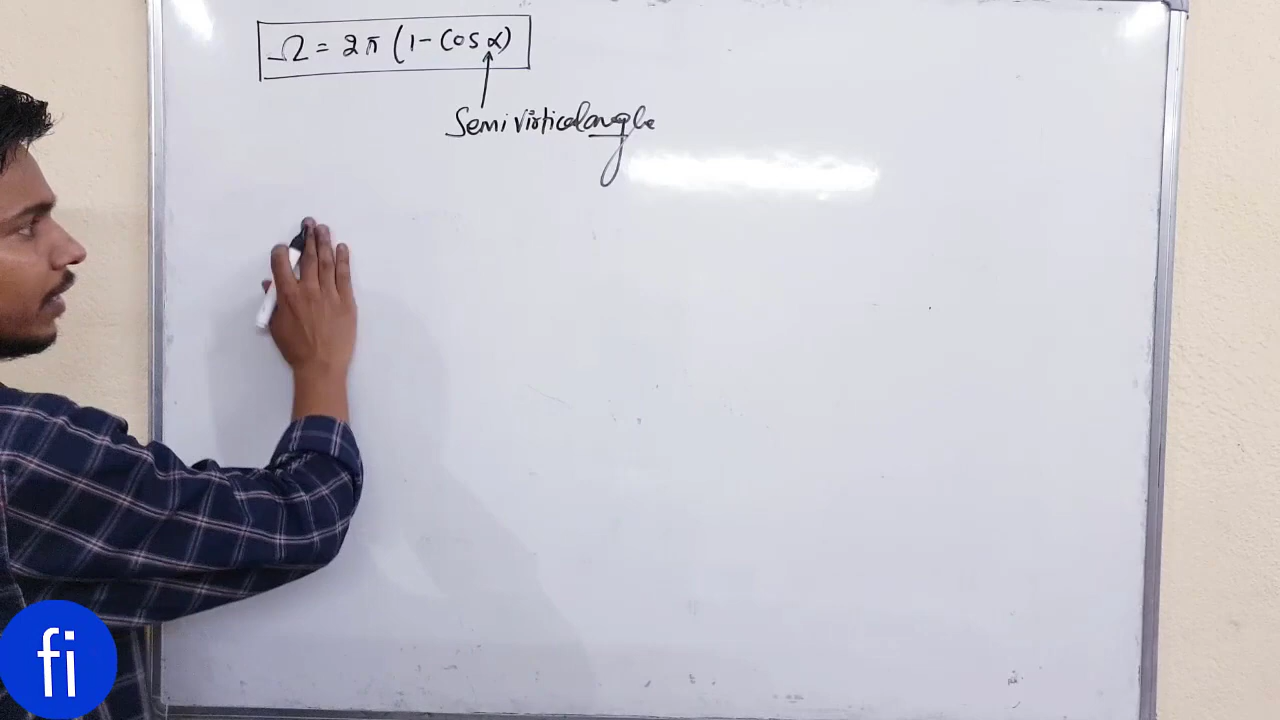 Ω = 2π (1 - Cos α)
Semi virtical angle
fi